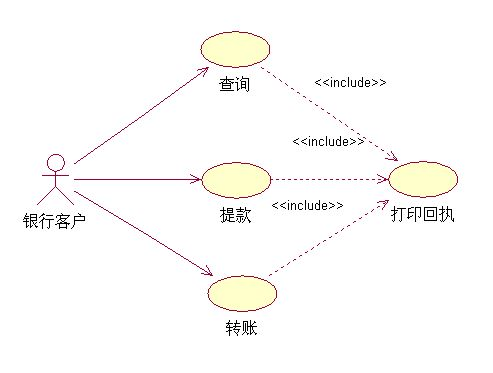 查询
<<include>>
<<include>>
银行客户
提款
<<include>>
打印回执
转账